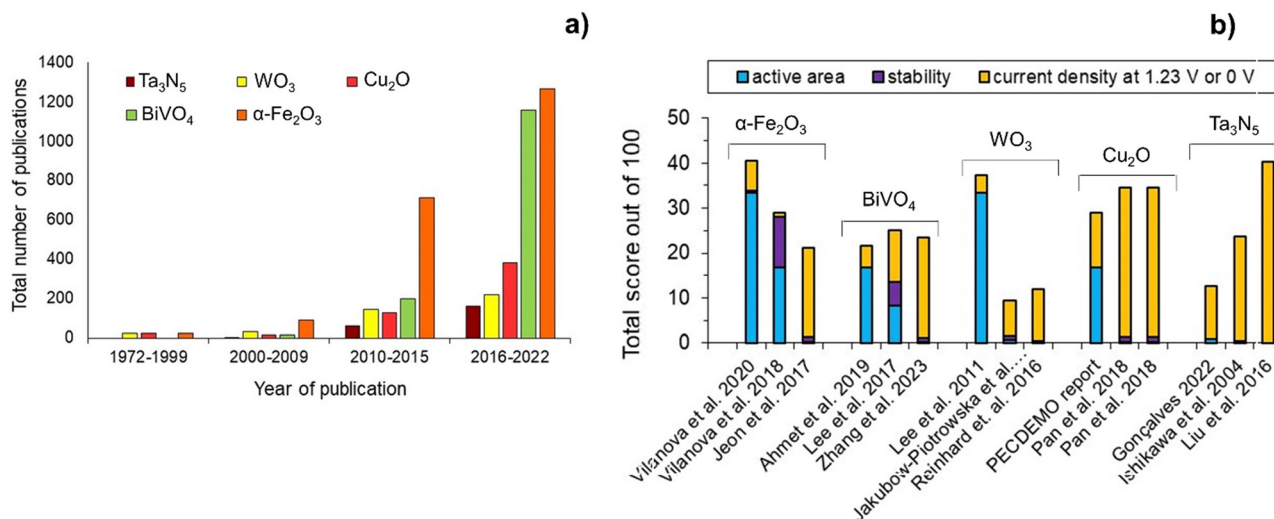 a)
Total number of publications
1400
1200
1000
800
600
400
200
0
Ta₃N₅ WO₃ Cu₂O
BiVO₄ α-Fe₂O₃
1972-1999 2000-2009 2010-2015 2016-2022
Year of publication
b)
active area stability current density at 1.23 V or 0 V
Total score out of 100
50
40
30
20
10
0
α-Fe₂O₃
BiVO₄
WO₃
Cu₂O
Ta₃N₅
Vilanova et al. 2020
Vilanova et al. 2018
Jeon et al. 2017
Ahmet et al. 2019
Lee et al. 2017
Zhang et al. 2023
Lee et al. 2011
Jakubow-Piotrowska et al....
Reinhard et. al. 2016
PECDEMO report
Pan et al. 2018
Pan et al. 2018
Gonçalves 2022
Ishikawa et al. 2004
Liu et al. 2016